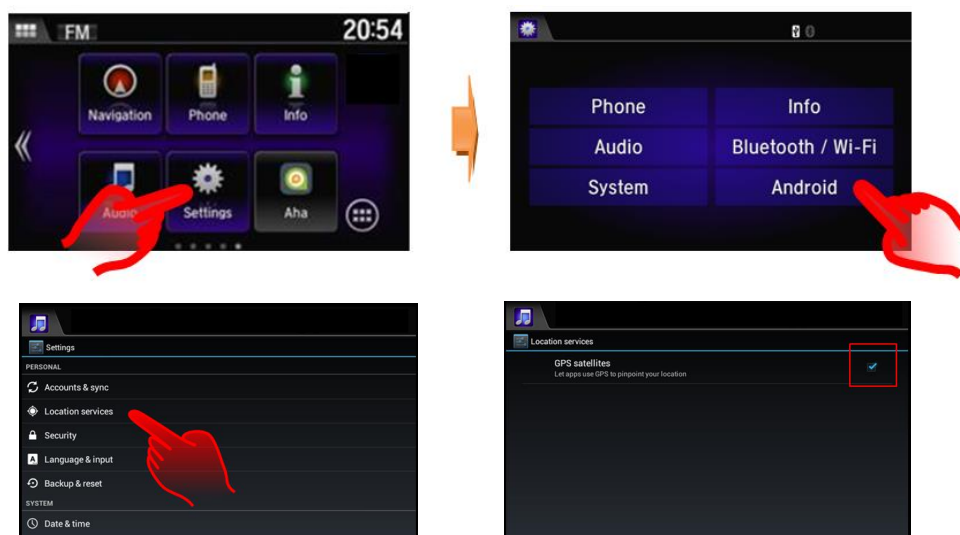 FM 20:54
Navigation Phone Info
Audio Settings Aha
Phone Info
Audio Bluetooth / Wi-Fi
System Android
Settings
PERSONAL
Accounts & sync
Location services
Security
Language & input
Backup & reset
SYSTEM
Date & time
Location services
GPS satellites
Let apps use GPS to pinpoint your location